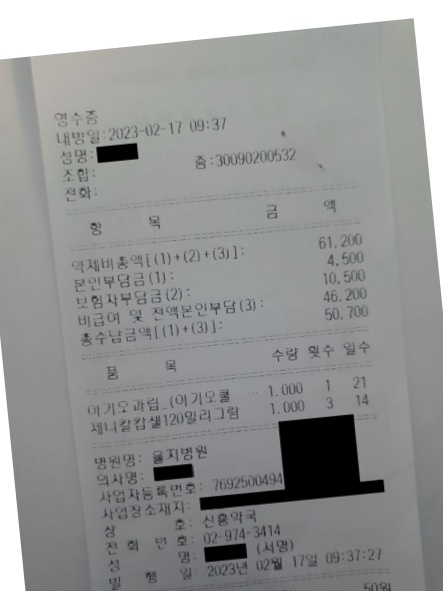 영수증
내방일:2023-02-17 09:37
성명:
조합: 증:30090200532
전화:
항 목 금 액
약제비총액[(1)+(2)+(3)]: 61,200
본인부담금(1): 4,500
보험자부담금(2): 10,500
비급여 및 전액본인부담(3): 46,200
총수납금액[(1)+(3)]: 50,700
품 목 수량 횟수 일수
아기오과립_(아기오쿨 1.000 1 21
제니칼캅셀120밀리그람 1.000 3 14
병원명: 을지병원
의사명:
사업자등록번호: 7692500494
사업장소재지:
상 호: 신흥약국
전 화 번 호: 02-974-3414
성 명: (서명)
발 행 일: 2023년 02월 17일 09:37:27
50원